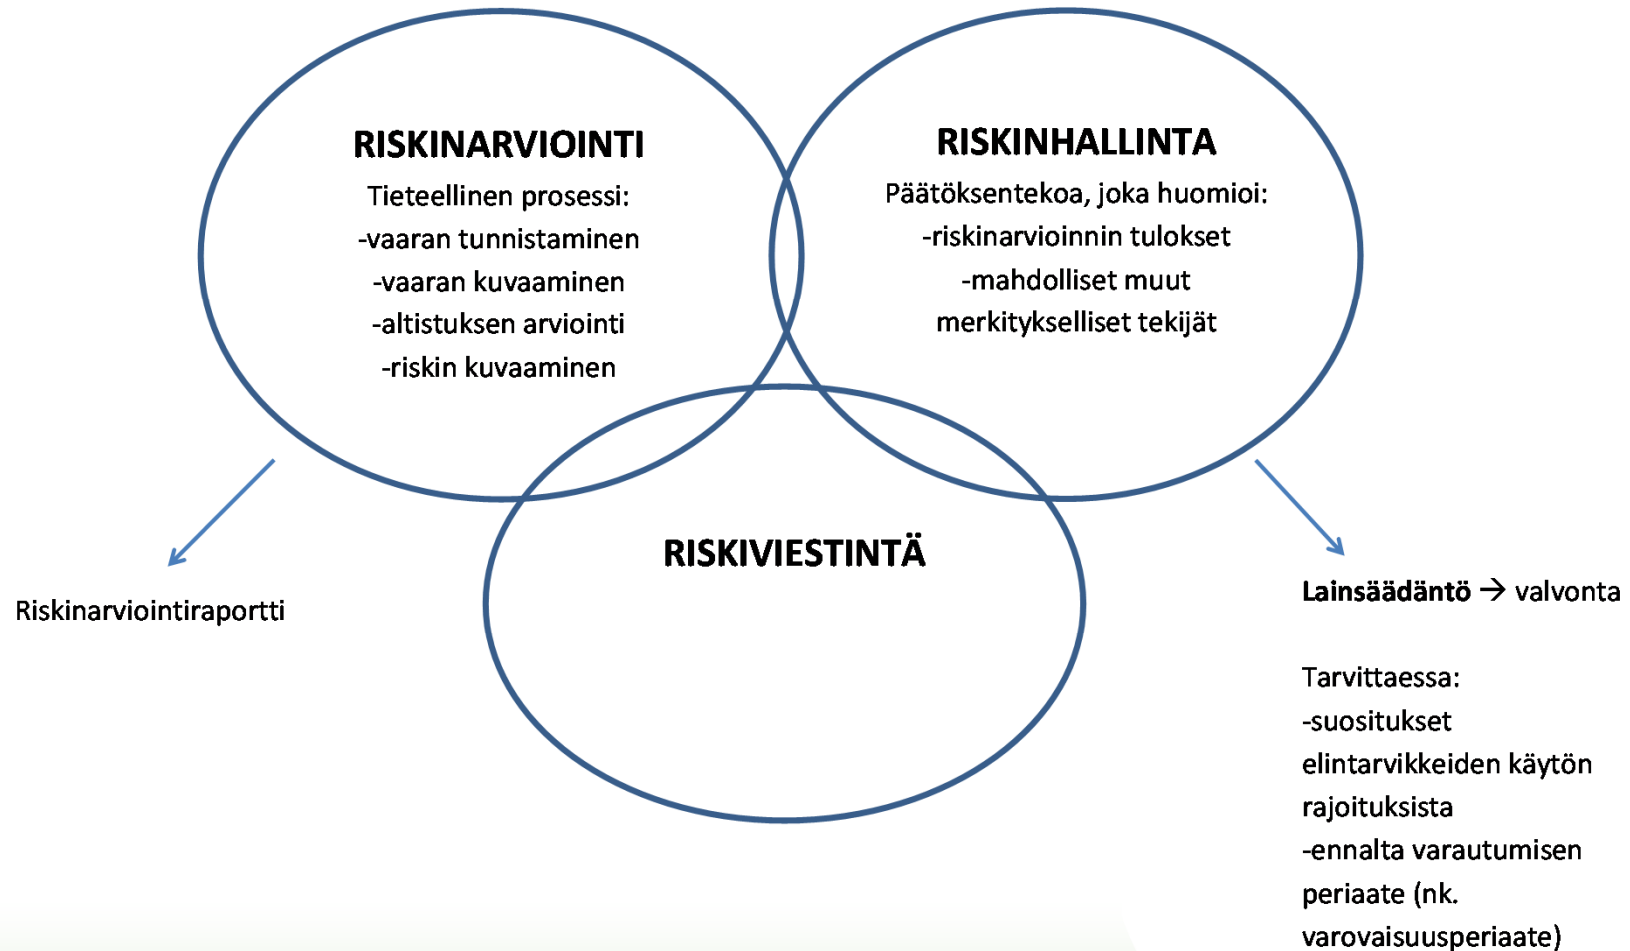 RISKINARVIOINTI
Tieteellinen prosessi:
-vaaran tunnistaminen
-vaaran kuvaaminen
-altistuksen arviointi
-riskin kuvaaminen
RISKINHALLINTA
Päätöksentekoa, joka huomioi:
-riskinarvioinnin tulokset
-mahdolliset muut
merkitykselliset tekijät
RISKIVIESTINTÄ
Riskinarviointiraportti
Lainsäädäntö → valvonta
Tarvittaessa:
-suositukset
elintarvikkeiden käytön
rajoituksista
-ennalta varautumisen
periaate (nk.
varovaisuusperiaate)